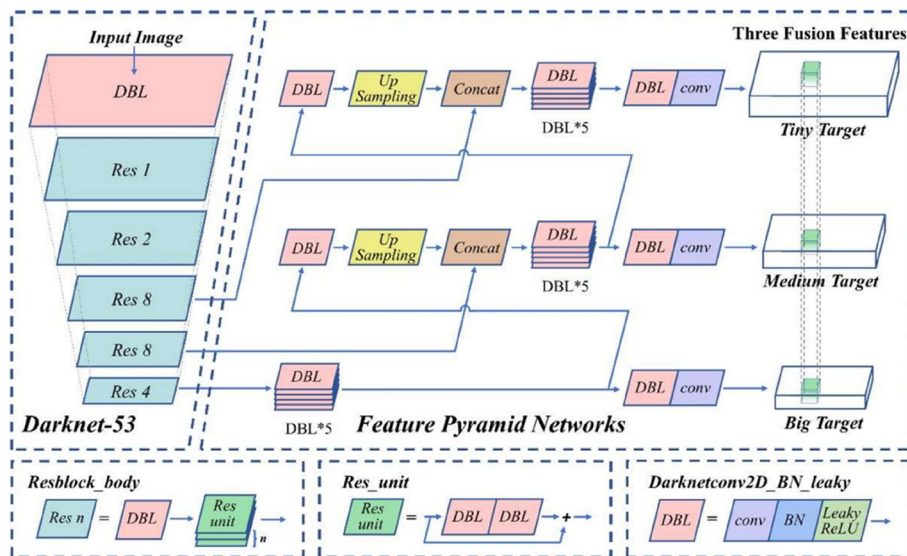 Input Image
DBL
Res 1
Res 2
Res 8
Res 8
Res 4
Darknet-53
Three Fusion Features
DBL
Up
Sampling
Concat
DBL
DBL*5
DBL
conv
Tiny Target
DBL
Up
Sampling
Concat
DBL
DBL*5
DBL
conv
Medium Target
DBL
DBL*5
DBL
conv
Big Target
Feature Pyramid Networks
Resblock_body
Res n
=
DBL
Res
unit
n
Res_unit
Res
unit
=
DBL
DBL
+
Darknetconv2D_BN_leaky
DBL
=
conv
BN
Leaky
ReLU